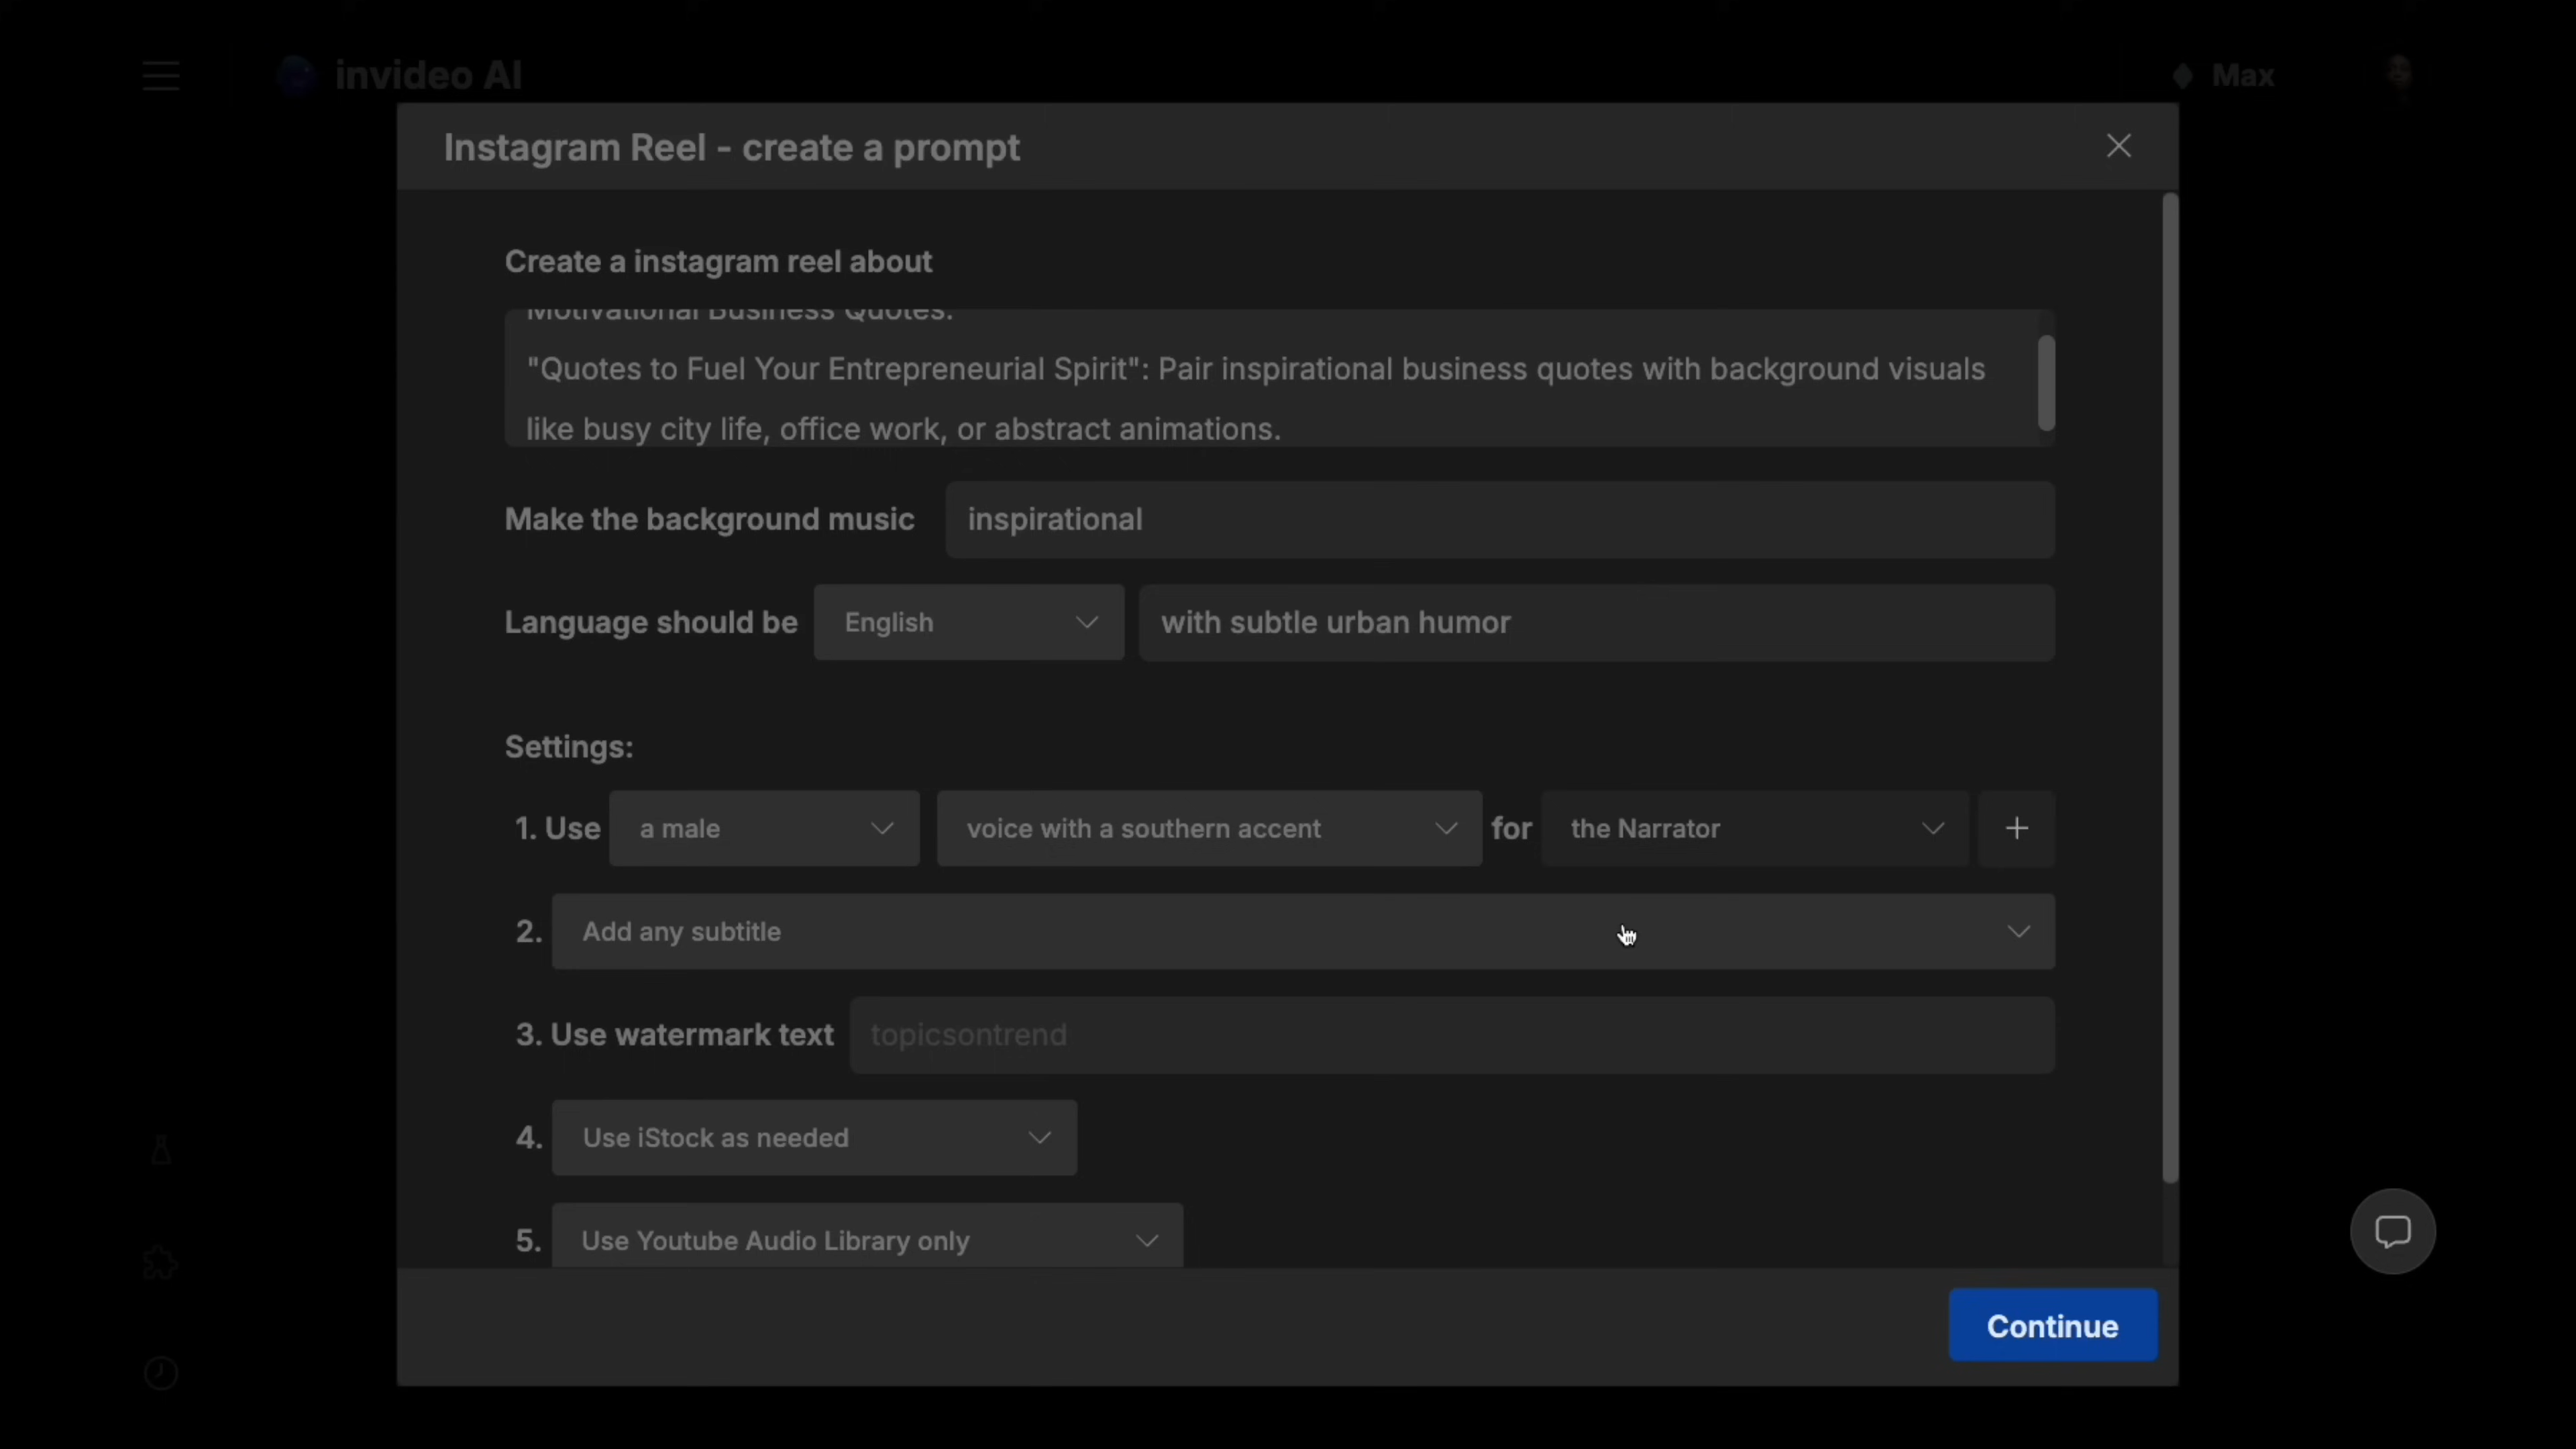 invideo AI
Max
Instagram Reel - create a prompt
Create a instagram reel about
Motivational Business Quotes:
"Quotes to Fuel Your Entrepreneurial Spirit": Pair inspirational business quotes with background visuals
like busy city life, office work, or abstract animations.
Make the background music inspirational
Language should be English with subtle urban humor
Settings:
1. Use a male voice with a southern accent for the Narrator
2. Add any subtitle
3. Use watermark text topicsontrend
4. Use iStock as needed
5. Use Youtube Audio Library only
Continue